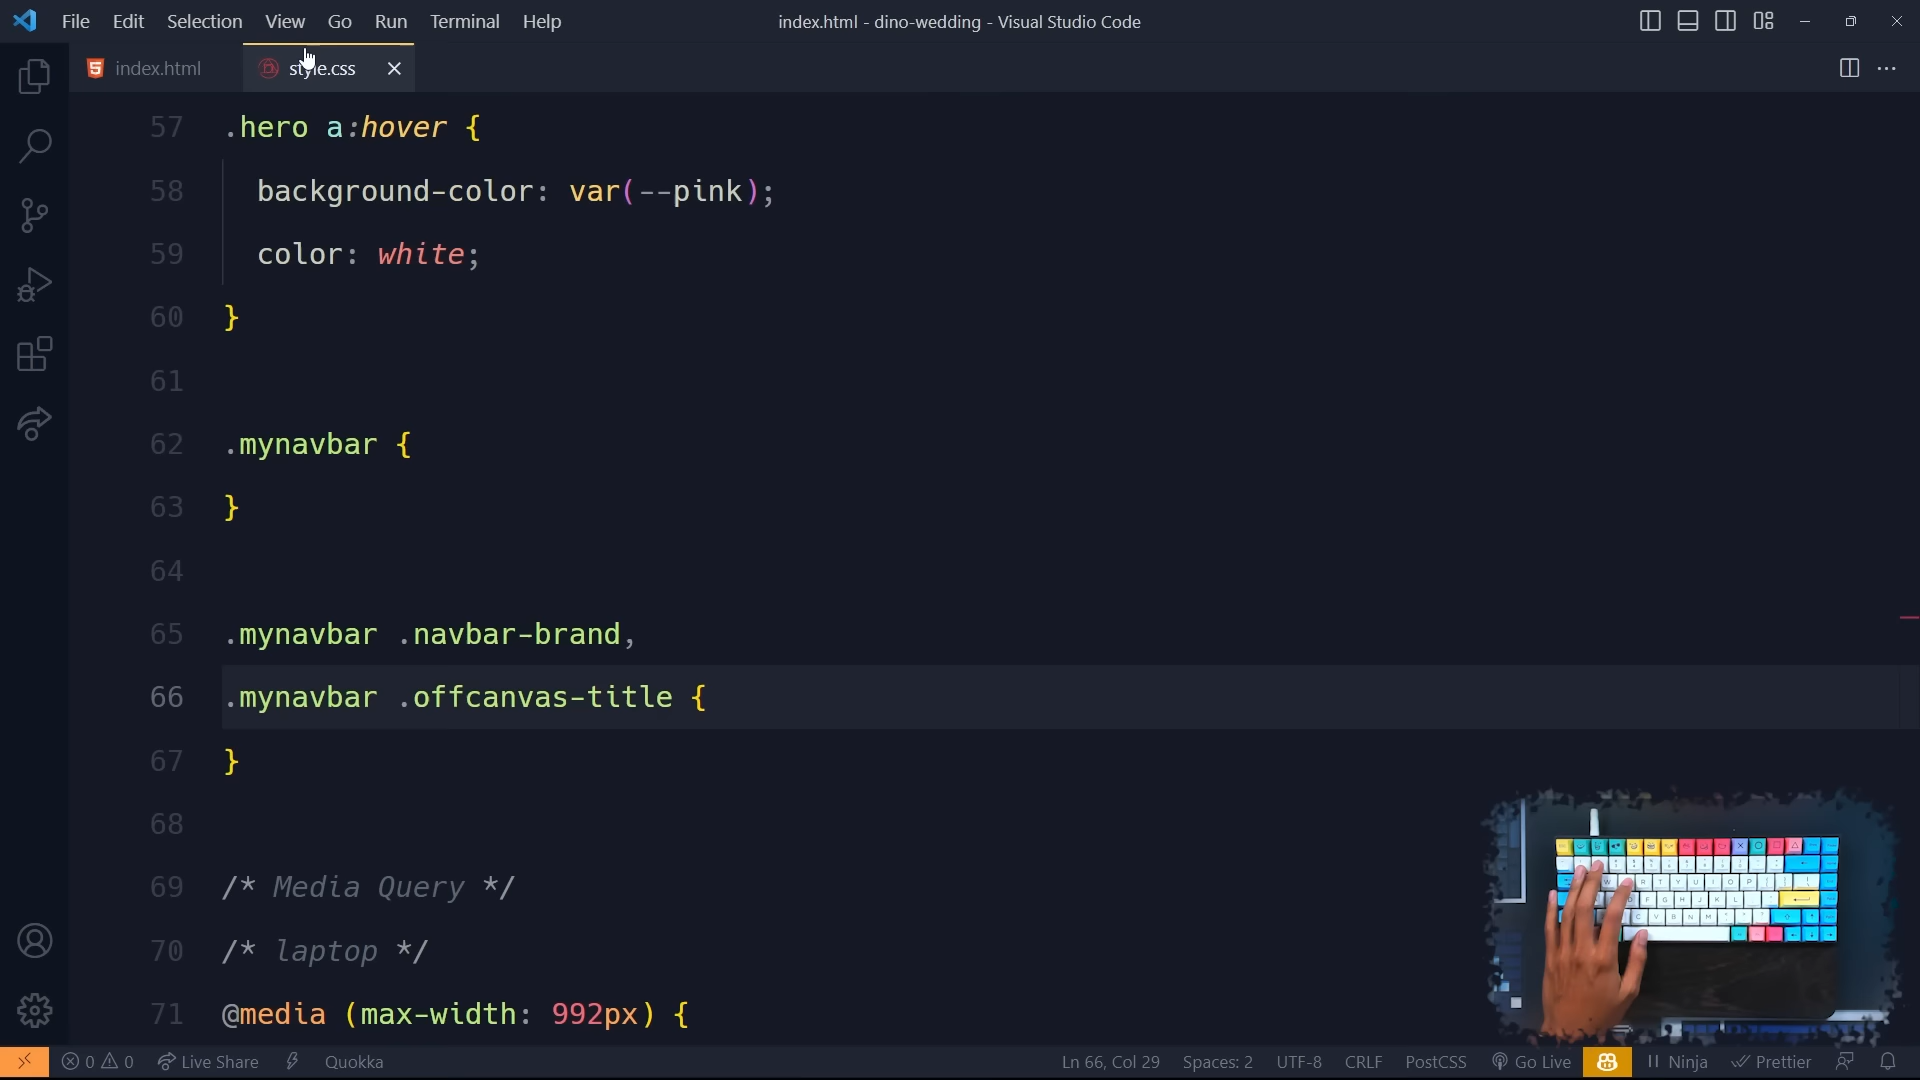 File Edit Selection View Go Run Terminal Help index.html - dino-wedding - Visual Studio Code
index.html style.css
57 .hero a:hover {
58 background-color: var(--pink);
59 color: white;
60 }
61
62 .mynavbar {
63 }
64
65 .mynavbar .navbar-brand,
66 .mynavbar .offcanvas-title {
67 }
68
69 /* Media Query */
70 /* laptop */
71 @media (max-width: 992px) {
0 0 Live Share Quokka Ln 66, Col 29 Spaces: 2 UTF-8 CRLF PostCSS Go Live Ninja Prettier